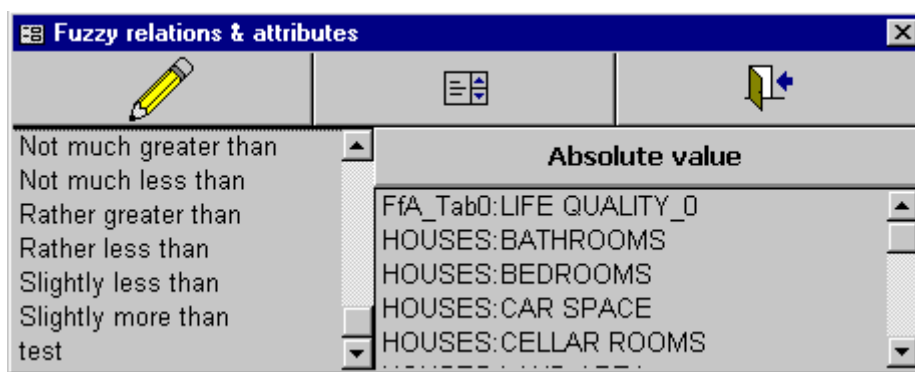 Fuzzy relations & attributes
Not much greater than
Not much less than
Rather greater than
Rather less than
Slightly less than
Slightly more than
test
Absolute value
FfA_Tab0:LIFE QUALITY_0
HOUSES:BATHROOMS
HOUSES:BEDROOMS
HOUSES:CAR SPACE
HOUSES:CELLAR ROOMS